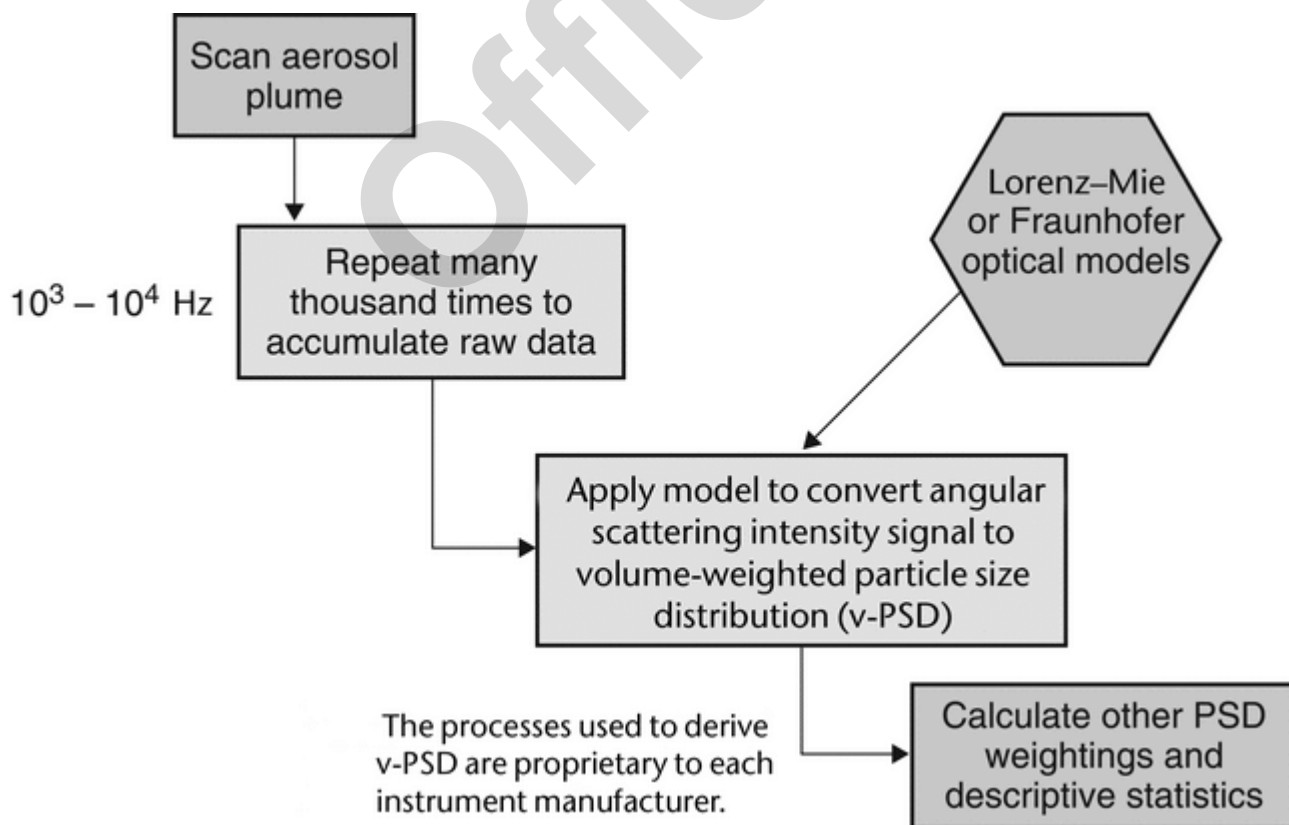 Scan aerosol
plume
10³ – 10⁴ Hz
Repeat many
thousand times to
accumulate raw data
Lorenz–Mie
or Fraunhofer
optical models
Apply model to convert angular
scattering intensity signal to
volume-weighted particle size
distribution (v-PSD)
The processes used to derive
v-PSD are proprietary to each
instrument manufacturer.
Calculate other PSD
weightings and
descriptive statistics
Offi